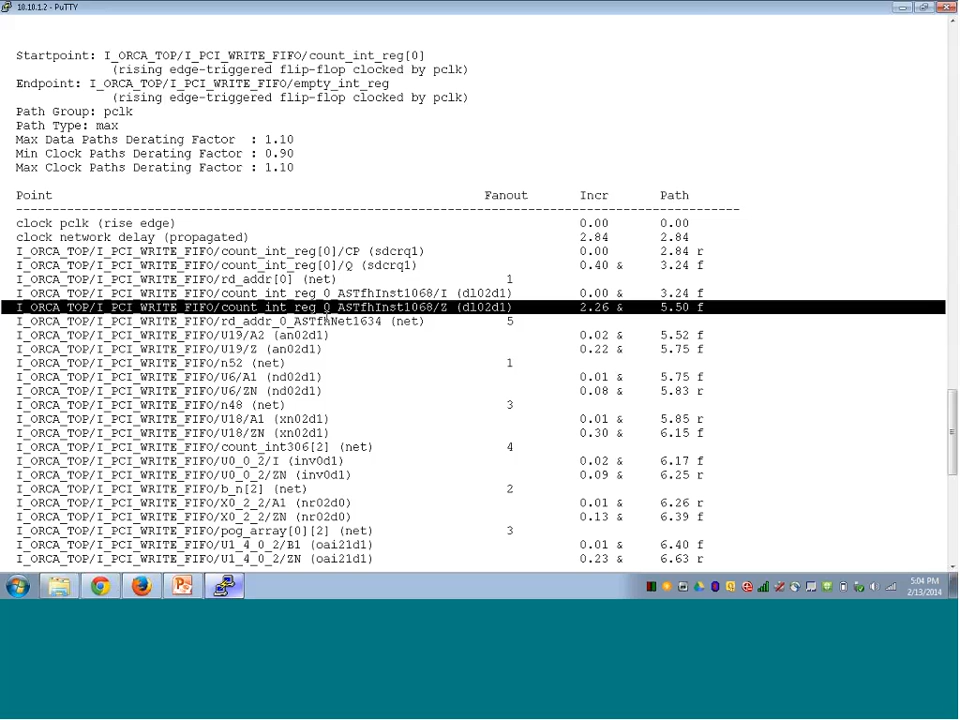 10.10.1.2 - PuTTY
Startpoint: I_ORCA_TOP/I_PCI_WRITE_FIFO/count_int_reg[0]
(rising edge-triggered flip-flop clocked by pclk)
Endpoint: I_ORCA_TOP/I_PCI_WRITE_FIFO/empty_int_reg
(rising edge-triggered flip-flop clocked by pclk)
Path Group: pclk
Path Type: max
Max Data Paths Derating Factor : 1.10
Min Clock Paths Derating Factor : 0.90
Max Clock Paths Derating Factor : 1.10
Point Fanout Incr Path
clock pclk (rise edge) 0.00 0.00
clock network delay (propagated) 2.84 2.84
I_ORCA_TOP/I_PCI_WRITE_FIFO/count_int_reg[0]/CP (sdcrq1) 0.00 2.84 r
I_ORCA_TOP/I_PCI_WRITE_FIFO/count_int_reg[0]/Q (sdcrq1) 0.40 & 3.24 f
I_ORCA_TOP/I_PCI_WRITE_FIFO/rd_addr[0] (net) 1
I_ORCA_TOP/I_PCI_WRITE_FIFO/count_int_reg_0_ASTfhInst1068/I (dl02d1) 0.00 & 3.24 f
I_ORCA_TOP/I_PCI_WRITE_FIFO/count_int_reg_0_ASTfhInst1068/Z (dl02d1) 2.26 & 5.50 f
I_ORCA_TOP/I_PCI_WRITE_FIFO/rd_addr_0_ASTfhNet1634 (net) 5
I_ORCA_TOP/I_PCI_WRITE_FIFO/U19/A2 (an02d1) 0.02 & 5.52 f
I_ORCA_TOP/I_PCI_WRITE_FIFO/U19/Z (an02d1) 0.22 & 5.75 f
I_ORCA_TOP/I_PCI_WRITE_FIFO/n52 (net) 1
I_ORCA_TOP/I_PCI_WRITE_FIFO/U6/A1 (nd02d1) 0.01 & 5.75 f
I_ORCA_TOP/I_PCI_WRITE_FIFO/U6/ZN (nd02d1) 0.08 & 5.83 r
I_ORCA_TOP/I_PCI_WRITE_FIFO/n48 (net) 3
I_ORCA_TOP/I_PCI_WRITE_FIFO/U18/A1 (xn02d1) 0.01 & 5.85 r
I_ORCA_TOP/I_PCI_WRITE_FIFO/U18/ZN (xn02d1) 0.30 & 6.15 f
I_ORCA_TOP/I_PCI_WRITE_FIFO/count_int306[2] (net) 4
I_ORCA_TOP/I_PCI_WRITE_FIFO/U0_0_2/I (inv0d1) 0.02 & 6.17 f
I_ORCA_TOP/I_PCI_WRITE_FIFO/U0_0_2/ZN (inv0d1) 0.09 & 6.25 r
I_ORCA_TOP/I_PCI_WRITE_FIFO/b_n[2] (net) 2
I_ORCA_TOP/I_PCI_WRITE_FIFO/X0_2_2/A1 (nr02d0) 0.01 & 6.26 r
I_ORCA_TOP/I_PCI_WRITE_FIFO/X0_2_2/ZN (nr02d0) 0.13 & 6.39 f
I_ORCA_TOP/I_PCI_WRITE_FIFO/pog_array[0][2] (net) 3
I_ORCA_TOP/I_PCI_WRITE_FIFO/U1_4_0_2/B1 (oai21d1) 0.01 & 6.40 f
I_ORCA_TOP/I_PCI_WRITE_FIFO/U1_4_0_2/ZN (oai21d1) 0.23 & 6.63 r
5:04 PM
2/13/2014